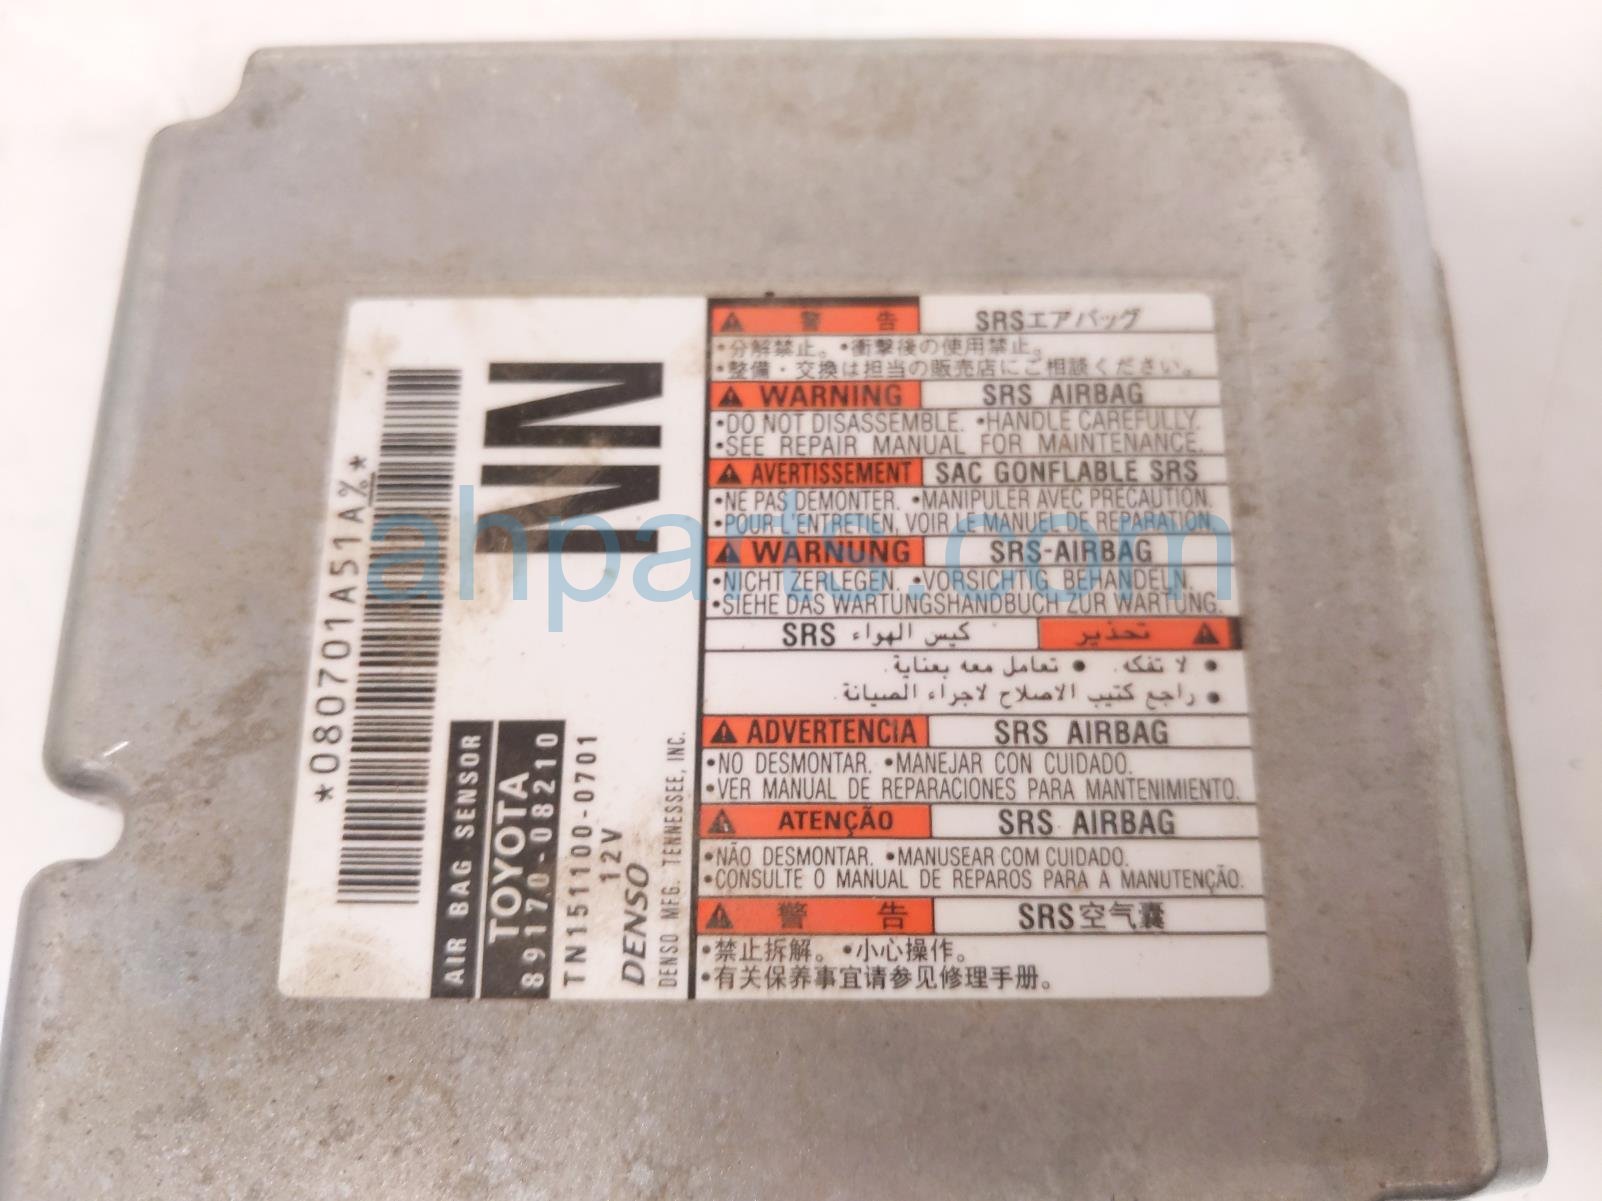 *080701A551A%*
NN
AIR BAG SENSOR
TOYOTA
89170-08210
TN151100-0701
12V
DENSO
DENSO MFG. TENNESSEE, INC.
警告 SRSエアバッグ
•分解禁止。 •衝撃後の使用禁止。
•整備・交換は担当の販売店にご相談ください。
WARNING SRS AIRBAG
•DO NOT DISASSEMBLE. •HANDLE CAREFULLY.
•SEE REPAIR MANUAL FOR MAINTENANCE.
AVERTISSEMENT SAC GONFLABLE SRS
•NE PAS DEMONTER. •MANIPULER AVEC PRECAUTION.
•POUR L'ENTRETIEN, VOIR LE MANUEL DE REPARATION.
WARNUNG SRS-AIRBAG
•NICHT ZERLEGEN. •VORSICHTIG BEHANDELN.
•SIEHE DAS WARTUNGSHANDBUCH ZUR WARTUNG.
تحذير كيس الهواء SRS
• لا تفكه. • تعامل معه بعناية.
• راجع كتيب الاصلاح لاجراء الصيانة.
ADVERTENCIA SRS AIRBAG
•NO DESMONTAR. •MANEJAR CON CUIDADO.
•VER MANUAL DE REPARACIONES PARA MANTENIMIENTO.
ATENÇÃO SRS AIRBAG
•NÃO DESMONTAR. •MANUSEAR COM CUIDADO.
•CONSULTE O MANUAL DE REPAROS PARA A MANUTENÇÃO.
警告 SRS空气囊
•禁止拆解。 •小心操作。
•有关保养事宜请参见修理手册。
ahparts.com